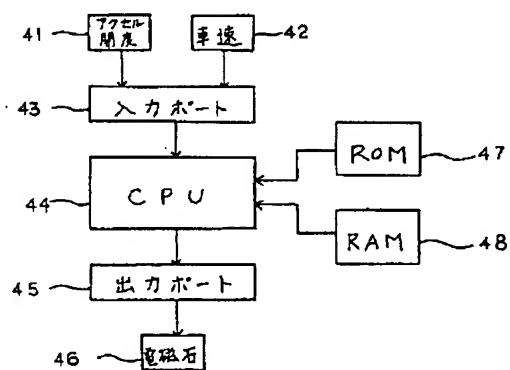 41
アクセル
開度
車速
42
43
入力ポート
44
CPU
ROM
47
RAM
48
45
出力ポート
46
電磁石